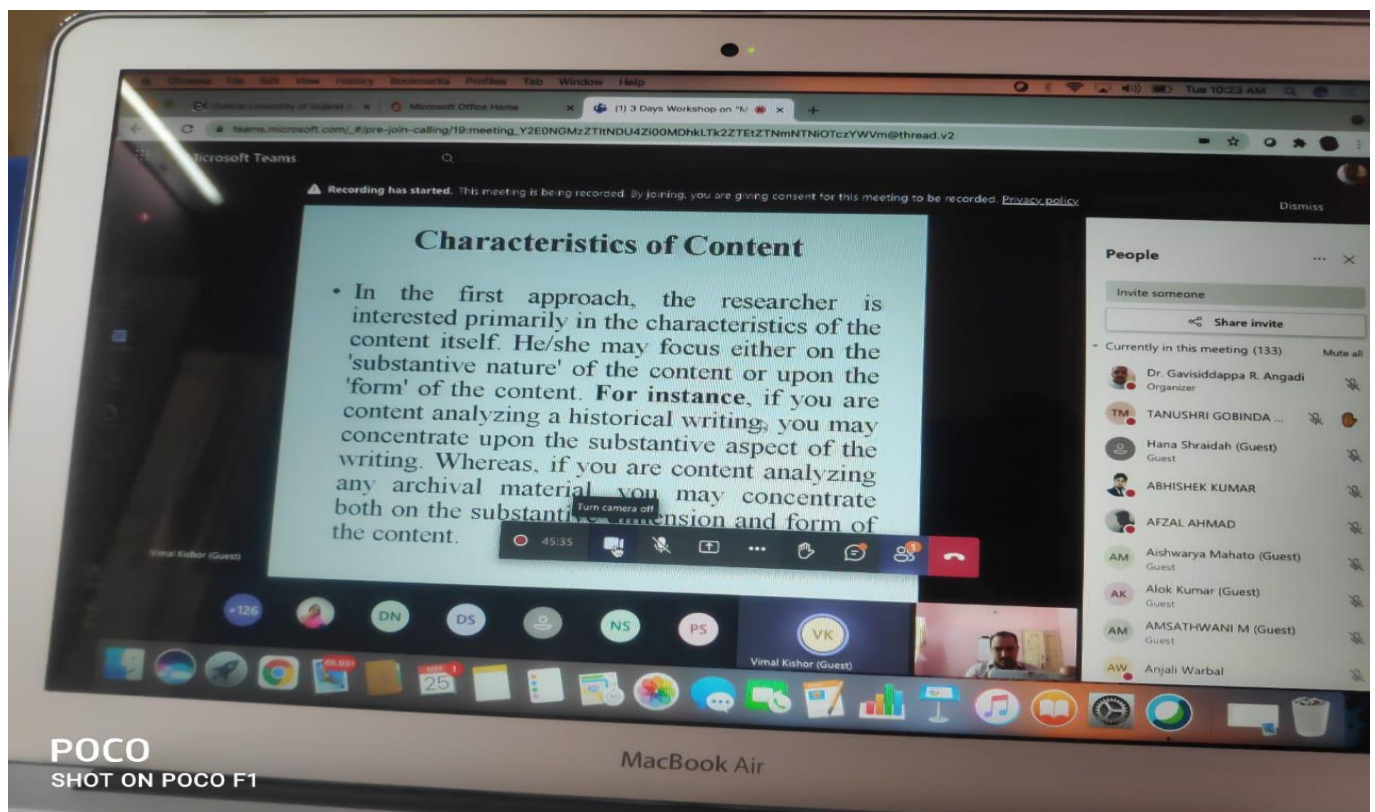 Chrome File Edit View History Bookmarks Profiles Tab Window Help
Tue 10:23 AM
Central University of Gujarat
Microsoft Office Home
(1) 3 Days Workshop on "M
teams.microsoft.com/_#/pre-join-calling/19:meeting_Y2E0NGMzZTItNDU4Zi00MDhkLTk2ZTEtZTNmNTNiOTczYWVm@thread.v2
Microsoft Teams
Recording has started. This meeting is being recorded. By joining, you are giving consent for this meeting to be recorded. Privacy policy
Dismiss
Characteristics of Content
• In the first approach, the researcher is
interested primarily in the characteristics of the
content itself. He/she may focus either on the
'substantive nature' of the content or upon the
'form' of the content. For instance, if you are
content analyzing a historical writing, you may
concentrate upon the substantive aspect of the
writing. Whereas, if you are content analyzing
any archival material, you may concentrate
both on the substantive dimension and form of
the content.
Turn camera off
45:35
1
Vimal Kishor (Guest)
+126
DN
DS
NS
PS
VK
Vimal Kishor (Guest)
People
Invite someone
Share invite
Currently in this meeting (133)
Mute all
Dr. Gavisiddappa R. Angadi
Organizer
TM
TANUSHRI GOBINDA ...
Hana Shraidah (Guest)
Guest
ABHISHEK KUMAR
AFZAL AHMAD
AM
Aishwarya Mahato (Guest)
Guest
AK
Alok Kumar (Guest)
Guest
AM
AMSATHWANI M (Guest)
Guest
AW
Anjali Warbal
MAY
25
1
MacBook Air
POCO
SHOT ON POCO F1